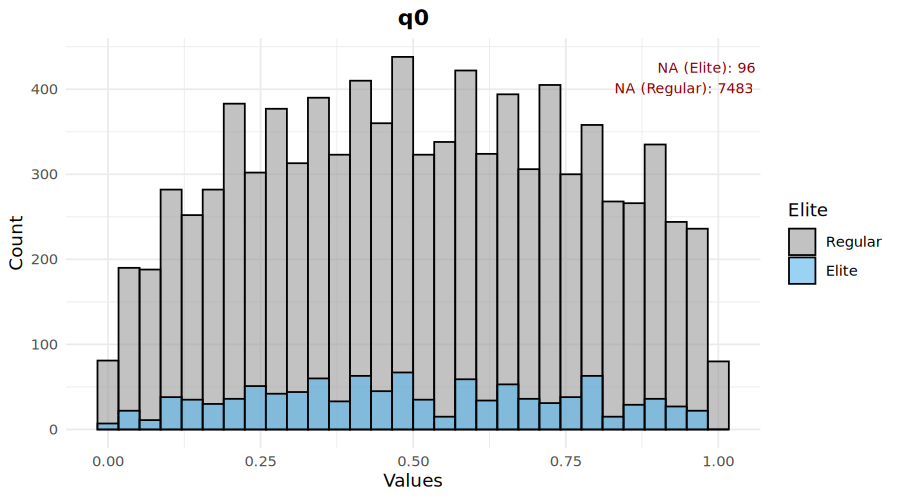 q0
NA (Elite): 96
NA (Regular): 7483
400
300
200
100
0
Count
0.00 0.25 0.50 0.75 1.00
Values
Elite
Regular
Elite